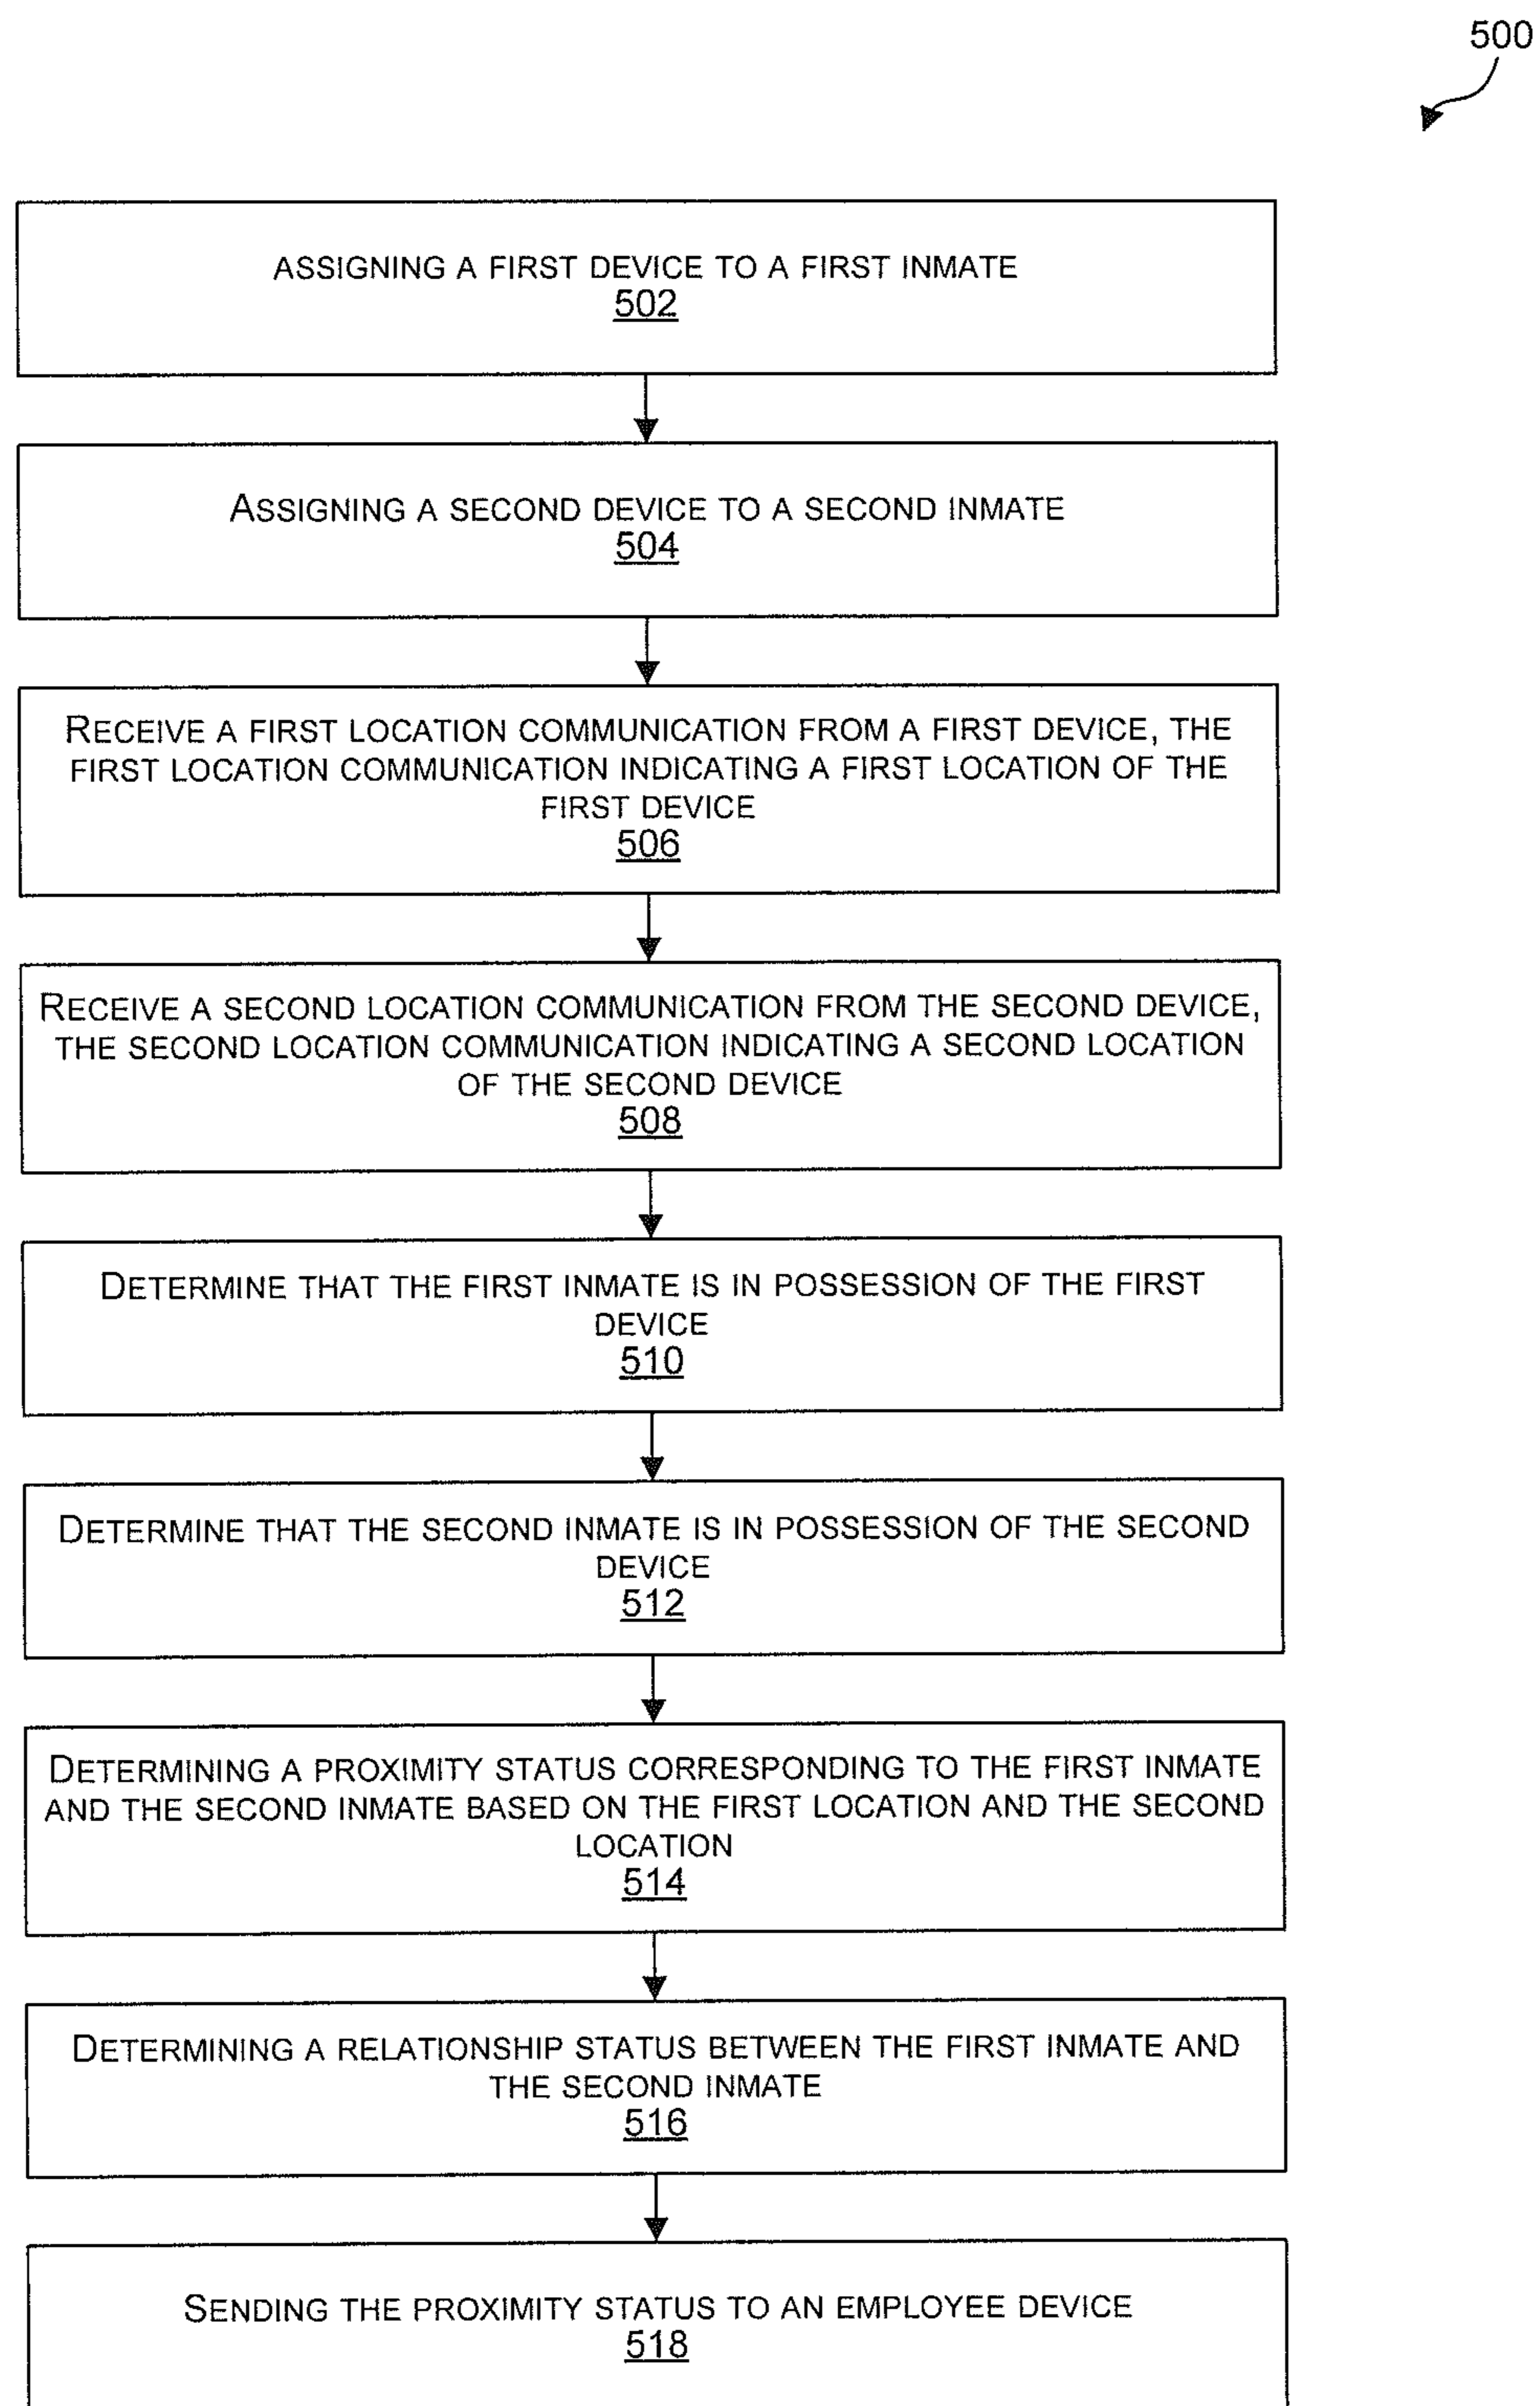 500
ASSIGNING A FIRST DEVICE TO A FIRST INMATE
502
ASSIGNING A SECOND DEVICE TO A SECOND INMATE
504
RECEIVE A FIRST LOCATION COMMUNICATION FROM A FIRST DEVICE, THE
FIRST LOCATION COMMUNICATION INDICATING A FIRST LOCATION OF THE
FIRST DEVICE
506
RECEIVE A SECOND LOCATION COMMUNICATION FROM THE SECOND DEVICE,
THE SECOND LOCATION COMMUNICATION INDICATING A SECOND LOCATION
OF THE SECOND DEVICE
508
DETERMINE THAT THE FIRST INMATE IS IN POSSESSION OF THE FIRST
DEVICE
510
DETERMINE THAT THE SECOND INMATE IS IN POSSESSION OF THE SECOND
DEVICE
512
DETERMINING A PROXIMITY STATUS CORRESPONDING TO THE FIRST INMATE
AND THE SECOND INMATE BASED ON THE FIRST LOCATION AND THE SECOND
LOCATION
514
DETERMINING A RELATIONSHIP STATUS BETWEEN THE FIRST INMATE AND
THE SECOND INMATE
516
SENDING THE PROXIMITY STATUS TO AN EMPLOYEE DEVICE
518